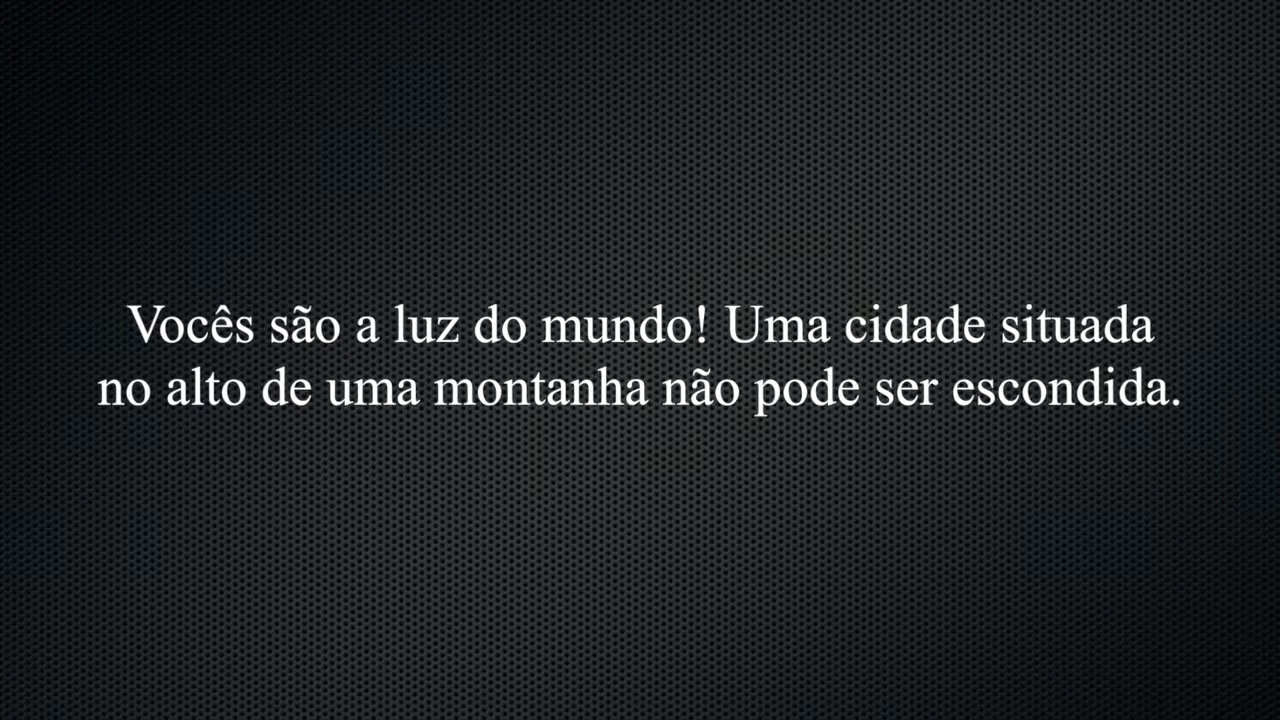 Vocês são a luz do mundo! Uma cidade situada
no alto de uma montanha não pode ser escondida.